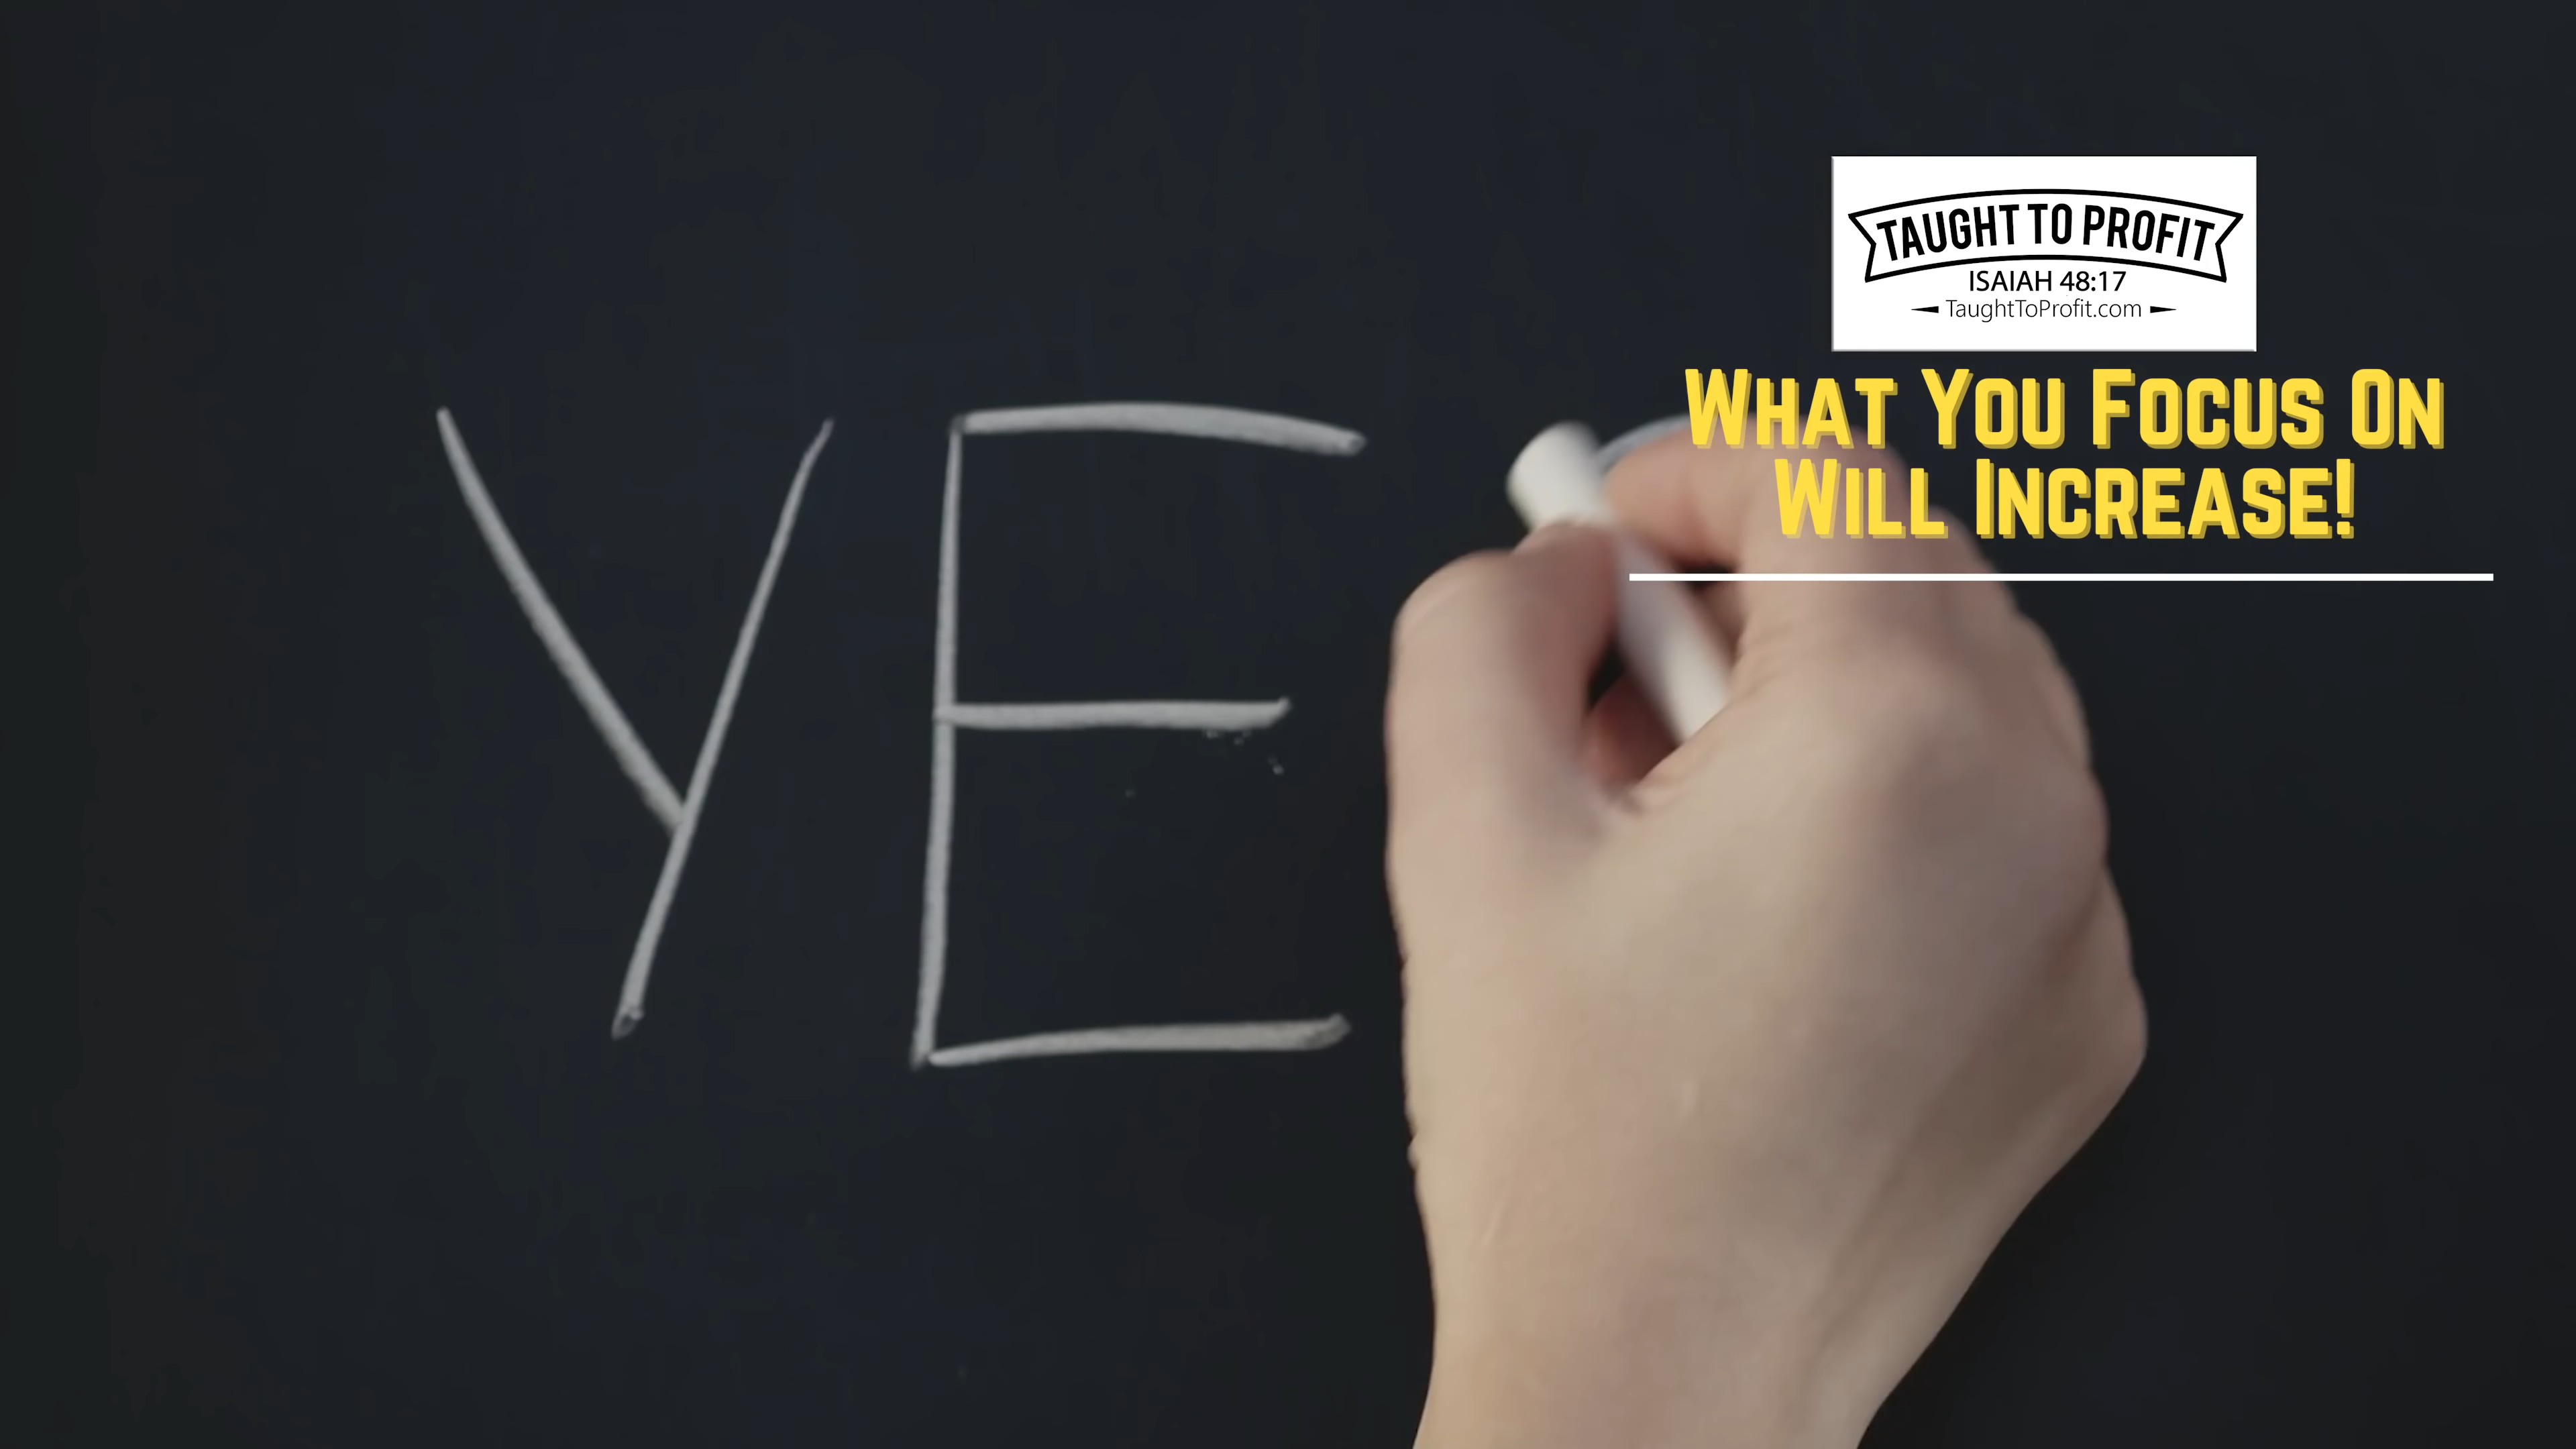 TAUGHT TO PROFIT
ISAIAH 48:17
TaughtToProfit.com
WHAT YOU FOCUS ON
WILL INCREASE!
YE